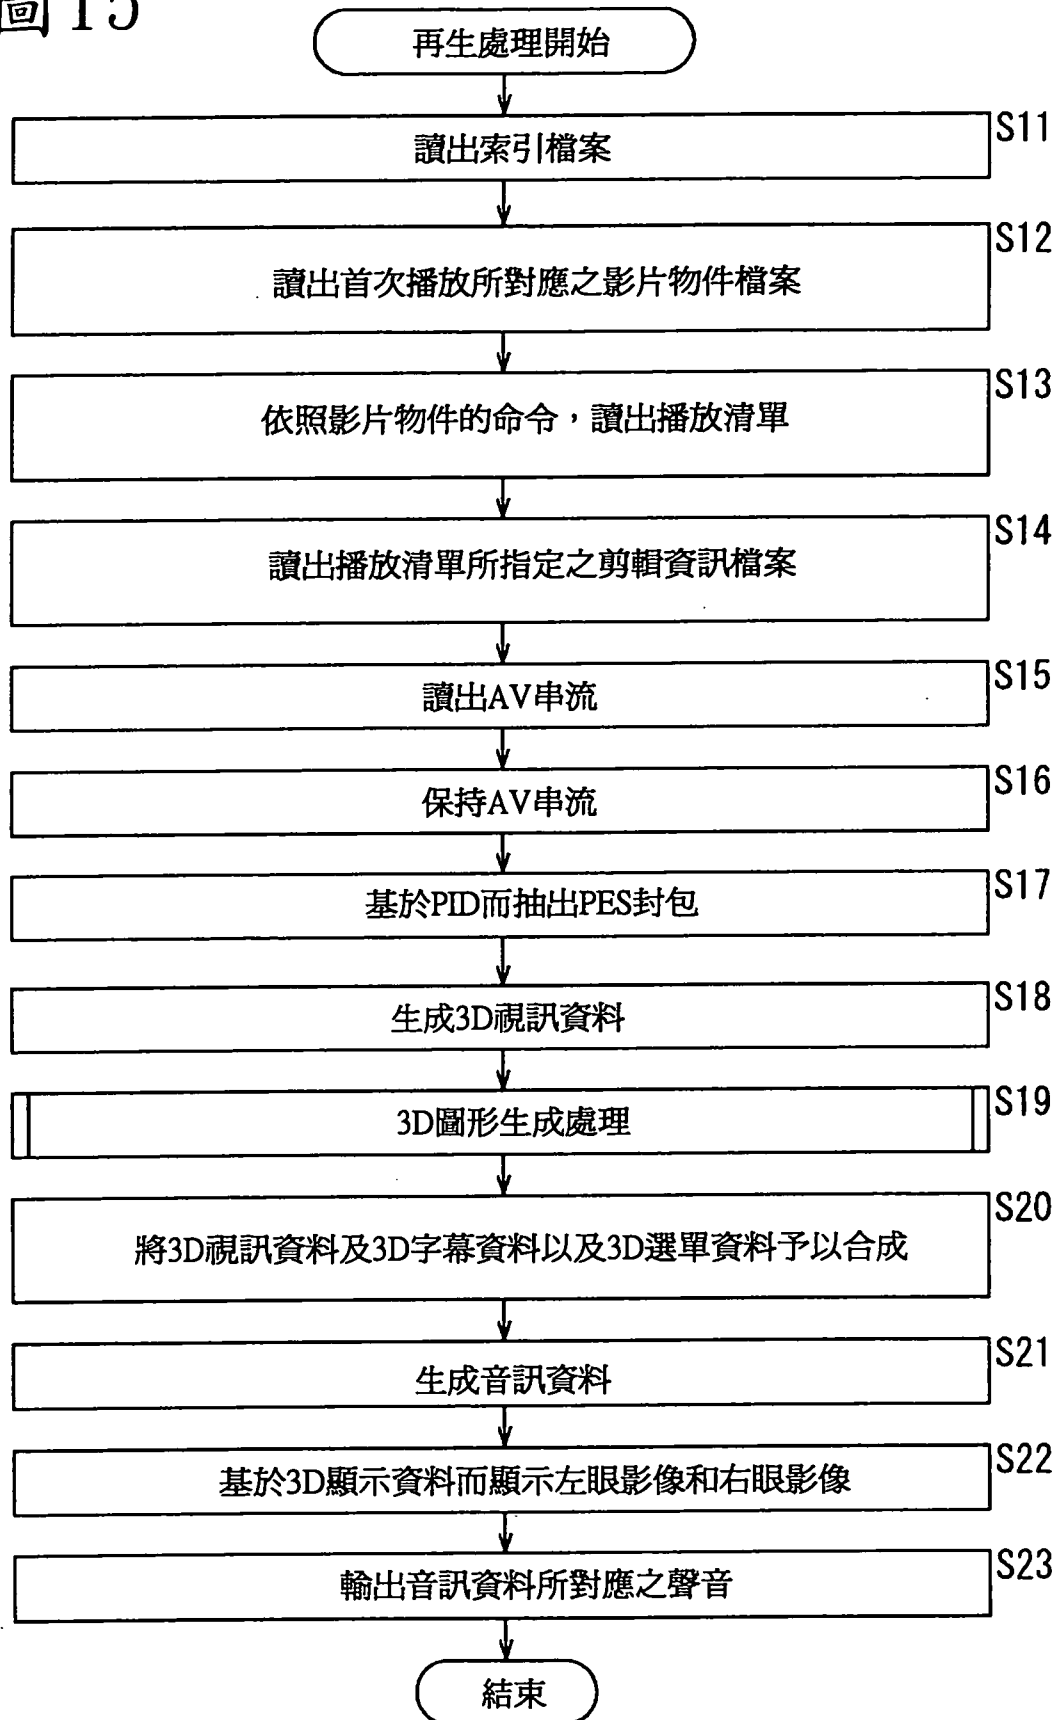 圖15
再生處理開始
S11
讀出索引檔案
S12
讀出首次播放所對應之影片物件檔案
S13
依照影片物件的命令，讀出播放清單
S14
讀出播放清單所指定之剪輯資訊檔案
S15
讀出AV串流
S16
保持AV串流
S17
基於PID而抽出PES封包
S18
生成3D視訊資料
S19
3D圖形生成處理
S20
將3D視訊資料及3D字幕資料以及3D選單資料予以合成
S21
生成音訊資料
S22
基於3D顯示資料而顯示左眼影像和右眼影像
S23
輸出音訊資料所對應之聲音
結束